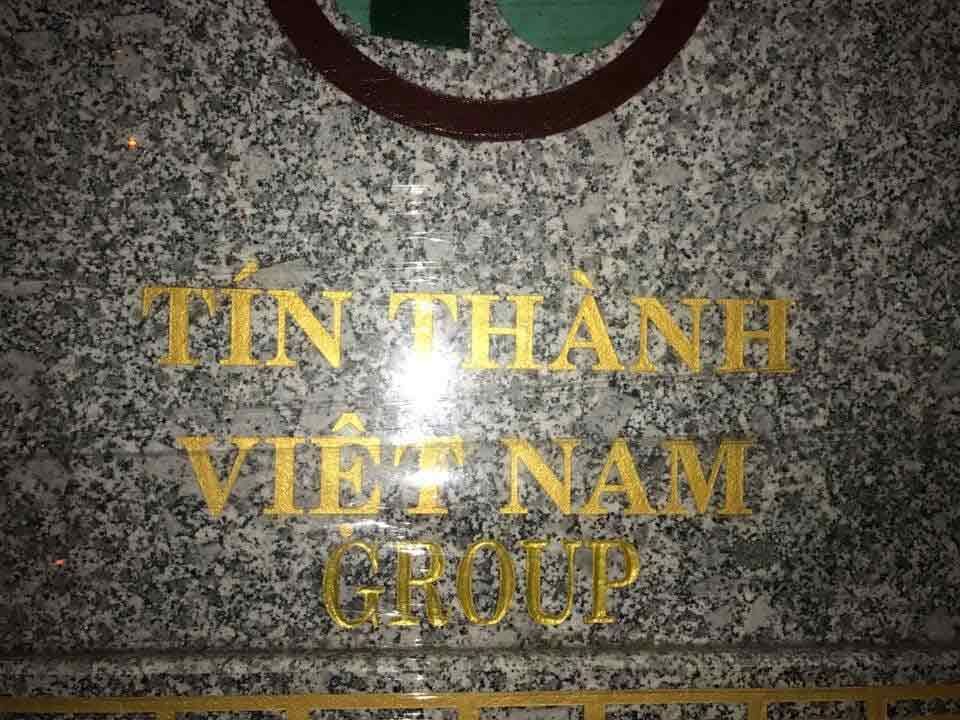 TÍN THÀNH
VIỆT NAM
GROUP